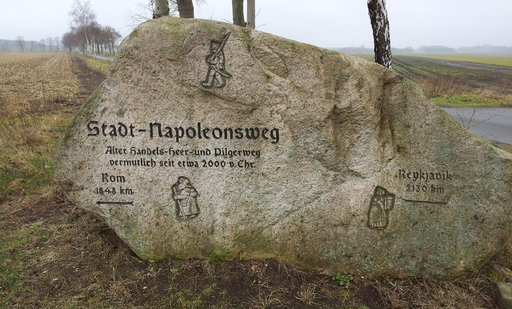 Stadt-Napoleonsweg
Alter Handels-Heer-und Pilgerweg
vermutlich seit etwa 2000 v.Chr.
Rom
1848 km
Reykjavik
2130 km